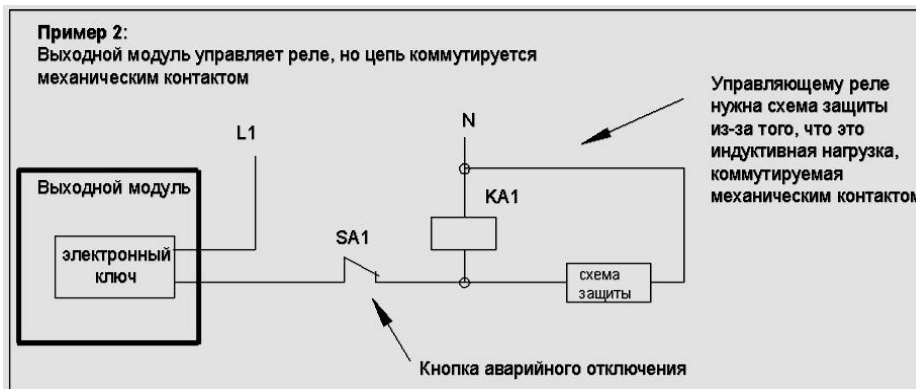 Пример 2:
Выходной модуль управляет реле, но цепь коммутируется
механическим контактом
Управляющему реле
нужна схема защиты
из-за того, что это
индуктивная нагрузка,
коммутируемая
механическим контактом
L1
N
Выходной модуль
KA1
SA1
электронный
ключ
схема
защиты
Кнопка аварийного отключения